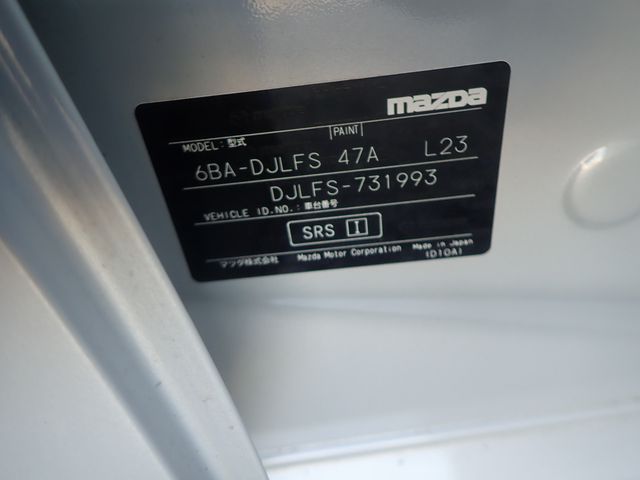 mazda
MODEL: 型式 PAINT
6BA-DJLFS 47A L23
DJLFS-731993
VEHICLE ID.NO.: 車台番号
SRS I
マツダ株式会社 Mazda Motor Corporation Made in Japan
(D10A)